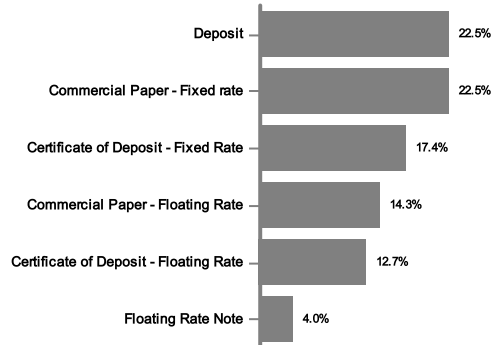 Deposit 22.5%
Commercial Paper - Fixed rate 22.5%
Certificate of Deposit - Fixed Rate 17.4%
Commercial Paper - Floating Rate 14.3%
Certificate of Deposit - Floating Rate 12.7%
Floating Rate Note 4.0%